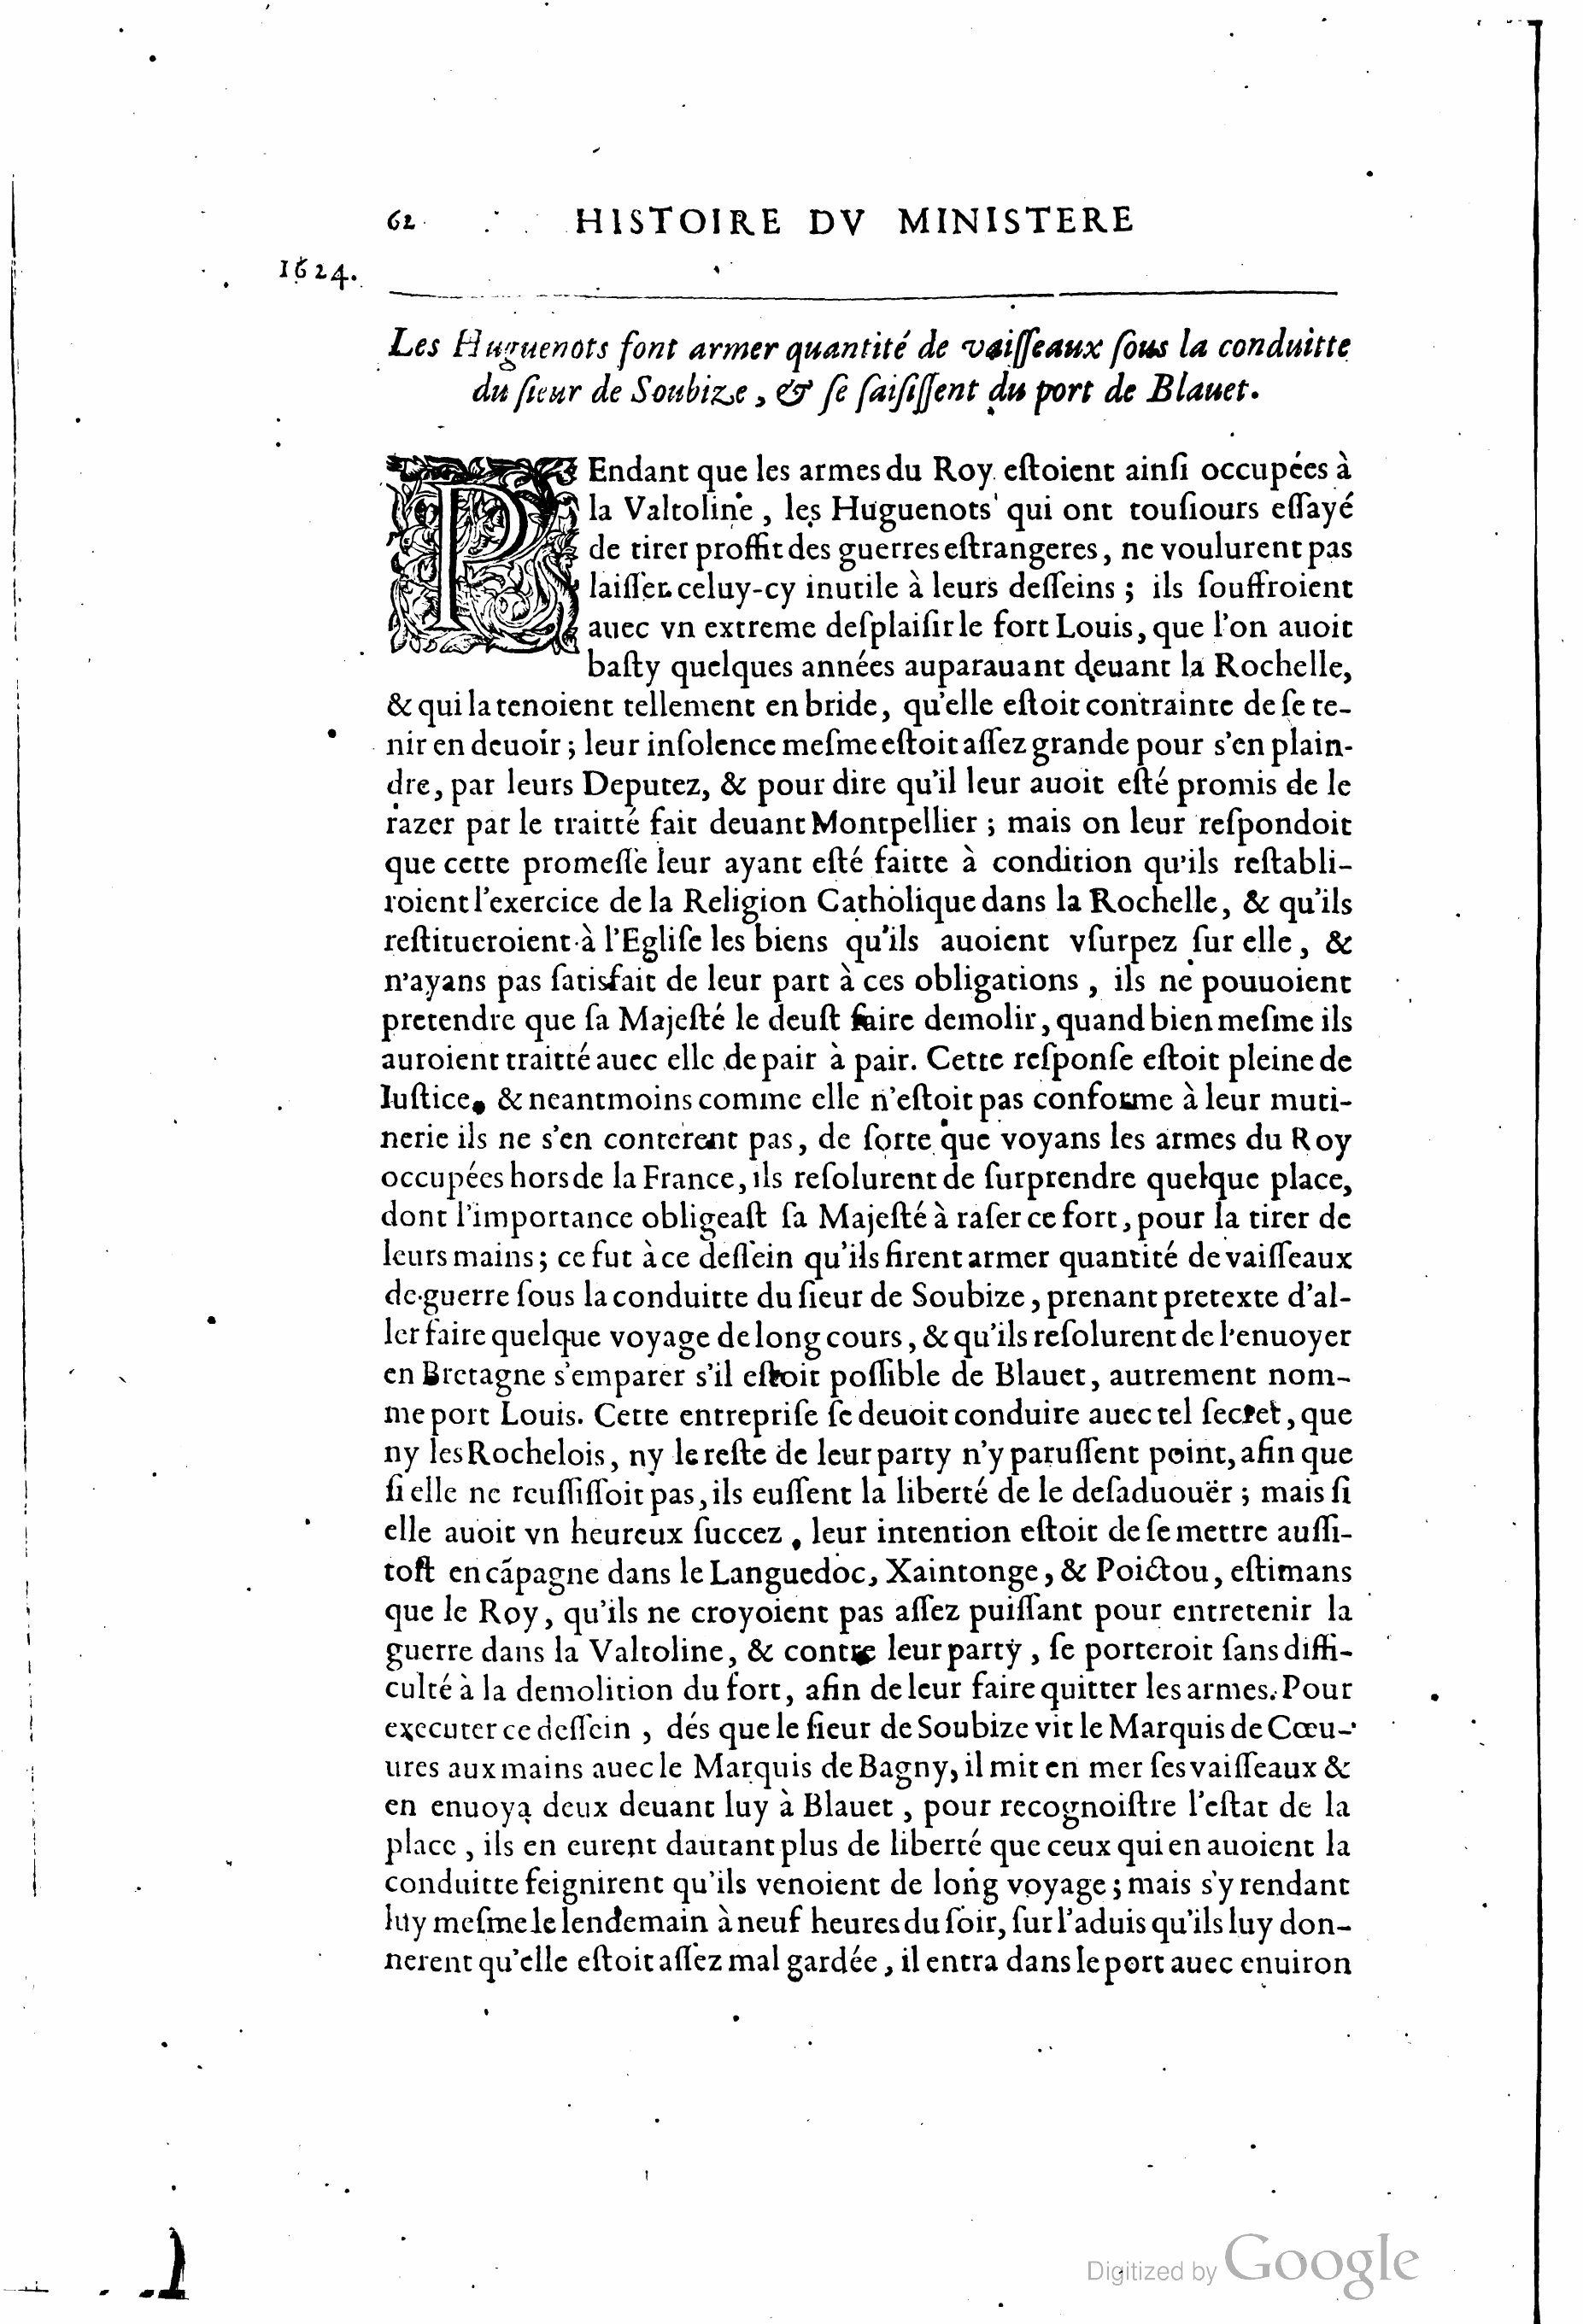 62 HISTOIRE DV MINISTERE
1624.
Les Huguenots font armer quantité de vaiſſeaux ſous la conduitte
du ſieur de Soubize, & ſe ſaiſiſſent du port de Blauet.
PEndant que les armes du Roy eſtoient ainſi occupées à
la Valtoline, les Huguenots qui ont touſiours eſſayé
de tirer proffit des guerres eſtrangeres, ne voulurent pas
laiſſer celuy-cy inutile à leurs deſſeins ; ils ſouffroient
auec vn extreme deſplaiſir le fort Louis, que l'on auoit
baſty quelques années auparauant deuant la Rochelle,
& qui la tenoient tellement en bride, qu'elle eſtoit contrainte de ſe te-
nir en deuoir ; leur inſolence meſme eſtoit aſſez grande pour s'en plain-
dre, par leurs Deputez, & pour dire qu'il leur auoit eſté promis de le
razer par le traitté fait deuant Montpellier ; mais on leur reſpondoit
que cette promeſſe leur ayant eſté faitte à condition qu'ils reſtabli-
roient l'exercice de la Religion Catholique dans la Rochelle, & qu'ils
reſtitueroient à l'Egliſe les biens qu'ils auoient vſurpez ſur elle, &
n'ayans pas ſatisfait de leur part à ces obligations, ils ne pouuoient
pretendre que ſa Majeſté le deuſt faire demolir, quand bien meſme ils
auroient traitté auec elle de pair à pair. Cette reſponſe eſtoit pleine de
Iuſtice, & neantmoins comme elle n'eſtoit pas conforme à leur muti-
nerie ils ne s'en conterent pas, de ſorte que voyans les armes du Roy
occupées hors de la France, ils reſolurent de ſurprendre quelque place,
dont l'importance obligeaſt ſa Majeſté à raſer ce fort, pour la tirer de
leurs mains ; ce fut à ce deſſein qu'ils firent armer quantité de vaiſſeaux
de guerre ſous la conduitte du ſieur de Soubize, prenant pretexte d'al-
ler faire quelque voyage de long cours, & qu'ils reſolurent de l'enuoyer
en Bretagne s'emparer s'il eſtoit poſſible de Blauet, autrement nom-
me port Louis. Cette entrepriſe ſe deuoit conduire auec tel ſecret, que
ny les Rochelois, ny le reſte de leur party n'y paruſſent point, afin que
ſi elle ne reuſſiſſoit pas, ils euſſent la liberté de le deſaduouër ; mais ſi
elle auoit vn heureux ſuccez, leur intention eſtoit de ſe mettre auſſi-
toſt en cãpagne dans le Languedoc, Xaintonge, & Poictou, eſtimans
que le Roy, qu'ils ne croyoient pas aſſez puiſſant pour entretenir la
guerre dans la Valtoline, & contre leur party, ſe porteroit ſans diffi-
culté à la demolition du fort, afin de leur faire quitter les armes. Pour
executer ce deſſein, dés que le ſieur de Soubize vit le Marquis de Cœu-
ures aux mains auec le Marquis de Bagny, il mit en mer ſes vaiſſeaux &
en enuoya deux deuant luy à Blauet, pour recognoiſtre l'eſtat de la
place, ils en eurent dautant plus de liberté que ceux qui en auoient la
conduitte feignirent qu'ils venoient de long voyage ; mais s'y rendant
luy meſme le lendemain à neuf heures du ſoir, ſur l'aduis qu'ils luy don-
nerent qu'elle eſtoit aſſez mal gardée, il entra dans le port auec enuiron
Digitized by Google